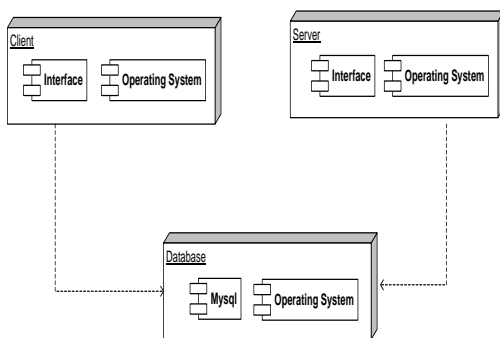 Client
Interface
Operating System
Server
Interface
Operating System
Database
Mysql
Operating System